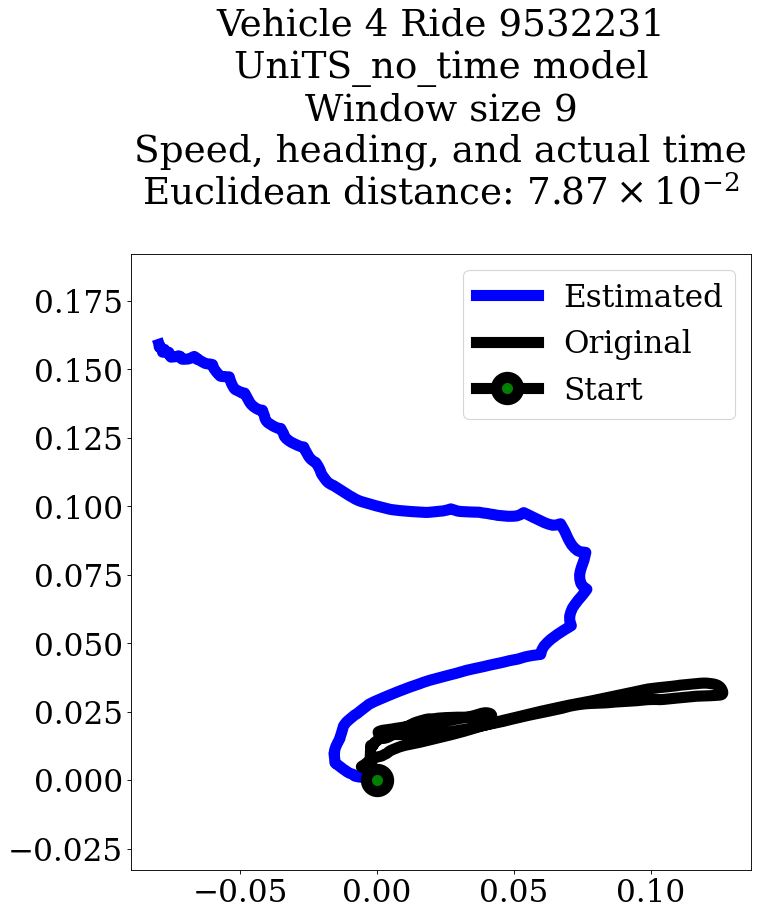 Vehicle 4 Ride 9532231
UniTS_no_time model
Window size 9
Speed, heading, and actual time
Euclidean distance: 7.87 × 10⁻²
Estimated
Original
Start
0.175
0.150
0.125
0.100
0.075
0.050
0.025
0.000
−0.025
−0.05 0.00 0.05 0.10